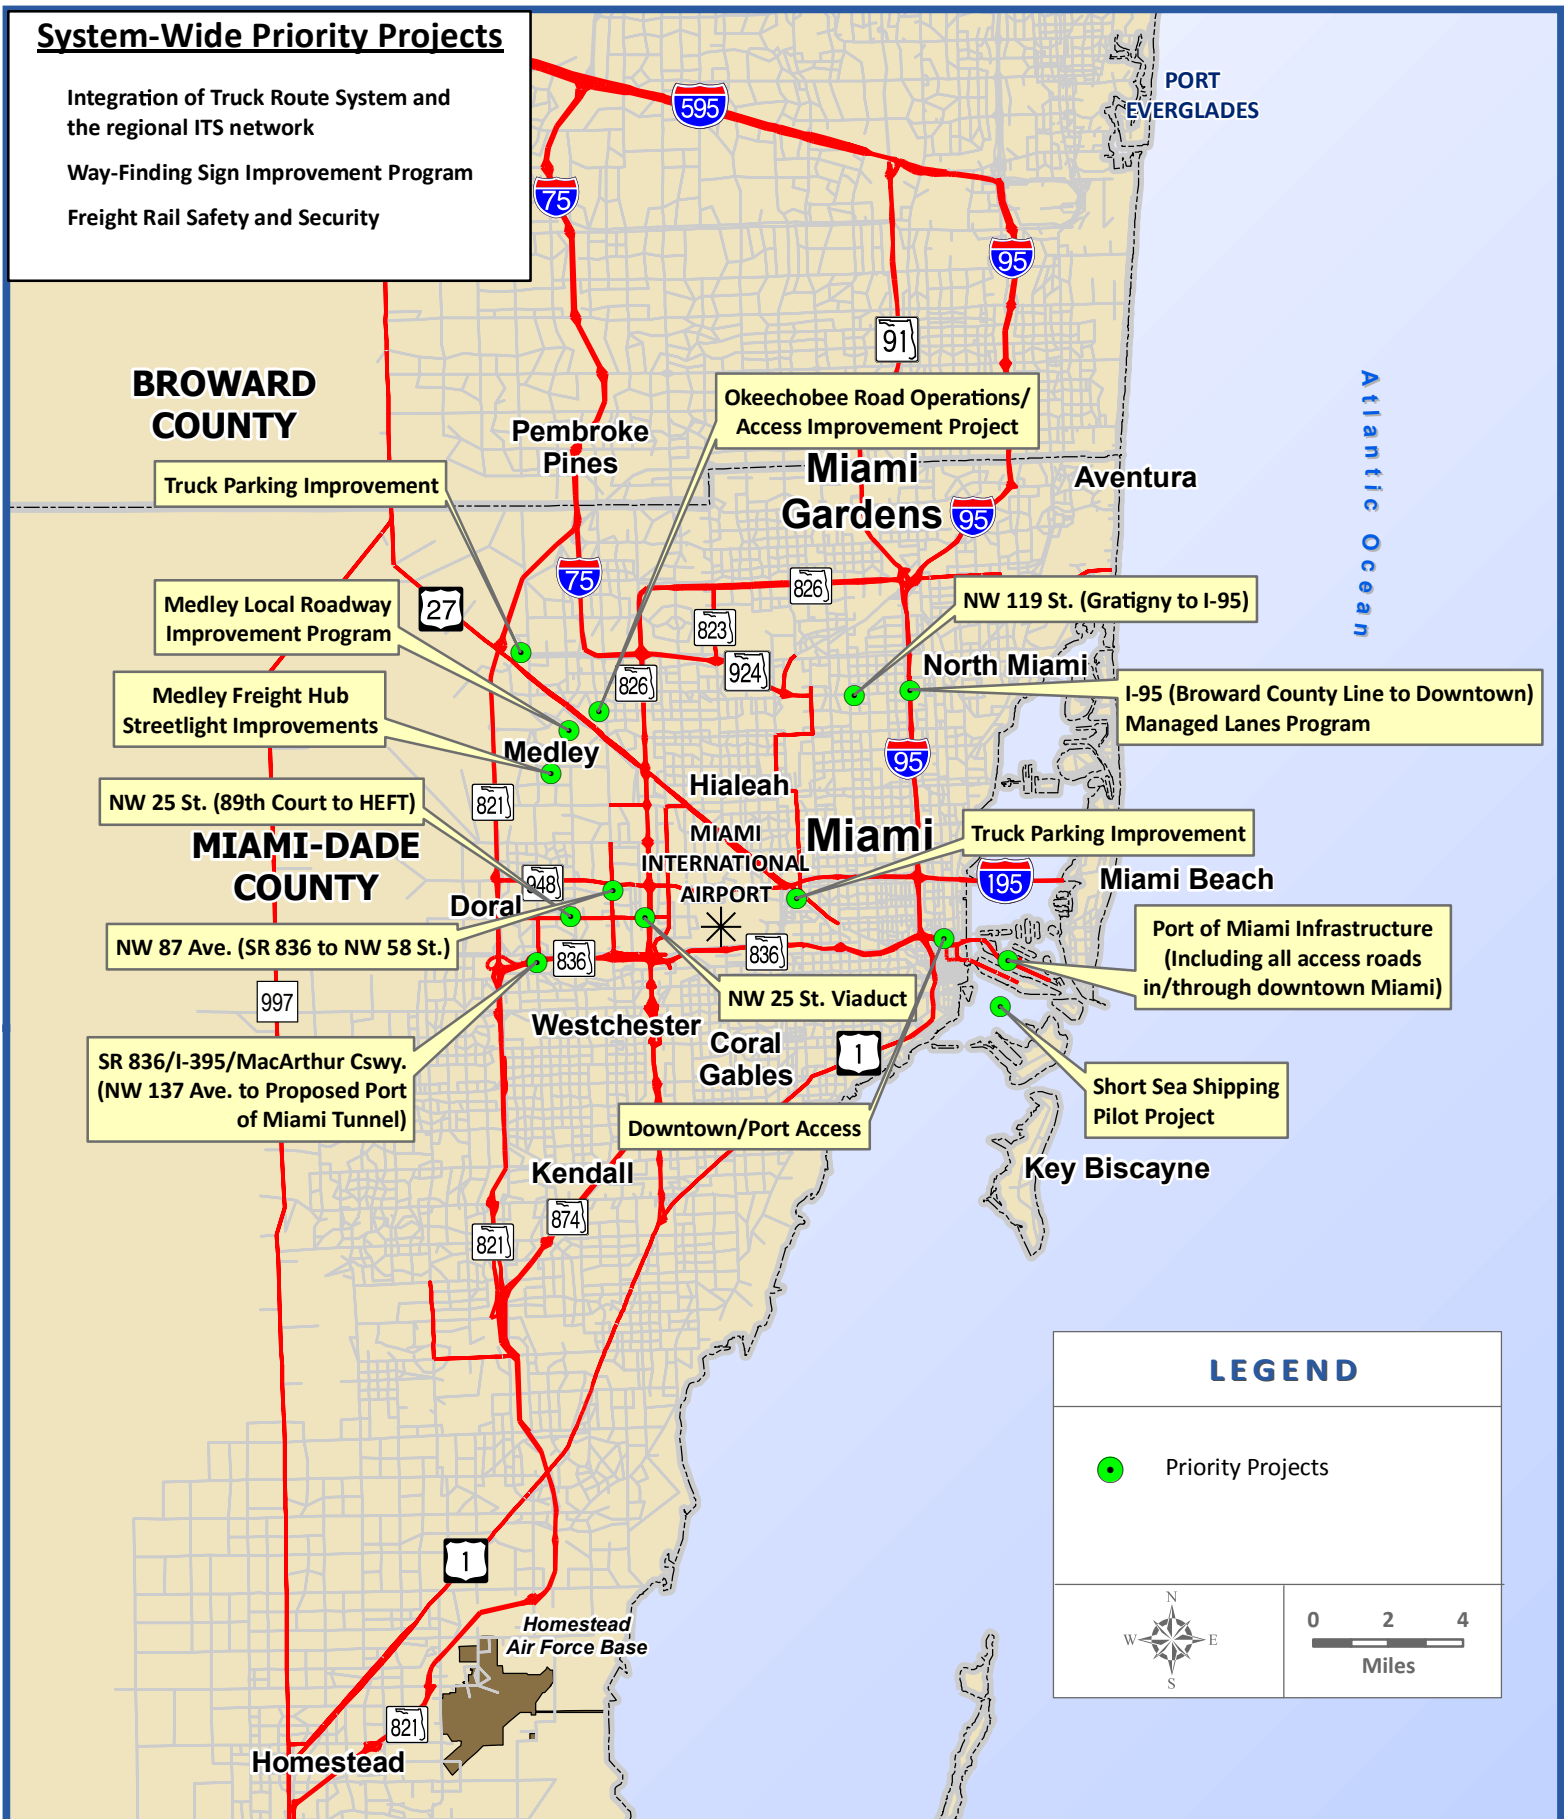 System-Wide Priority Projects
Integration of Truck Route System and
the regional ITS network
Way-Finding Sign Improvement Program
Freight Rail Safety and Security
PORT
EVERGLADES
595
75
95
91
BROWARD
COUNTY
Okeechobee Road Operations/
Access Improvement Project
Pembroke
Pines
Truck Parking Improvement
Miami
Gardens
Aventura
95
Atlantic Ocean
75
826
27
Medley Local Roadway
Improvement Program
NW 119 St. (Gratigny to I-95)
823
924
826
North Miami
Medley Freight Hub
Streetlight Improvements
I-95 (Broward County Line to Downtown)
Managed Lanes Program
Medley
95
Hialeah
NW 25 St. (89th Court to HEFT)
821
MIAMI-DADE
COUNTY
MIAMI
INTERNATIONAL
AIRPORT
Miami
Truck Parking Improvement
948
195
Miami Beach
Doral
NW 87 Ave. (SR 836 to NW 58 St.)
836
836
Port of Miami Infrastructure
(Including all access roads
in/through downtown Miami)
997
NW 25 St. Viaduct
Westchester
Coral
Gables
1
SR 836/I-395/MacArthur Cswy.
(NW 137 Ave. to Proposed Port
of Miami Tunnel)
Short Sea Shipping
Pilot Project
Downtown/Port Access
Key Biscayne
Kendall
874
821
LEGEND
Priority Projects
1
N
W
E
S
0 2 4
Miles
Homestead
Air Force Base
821
Homestead